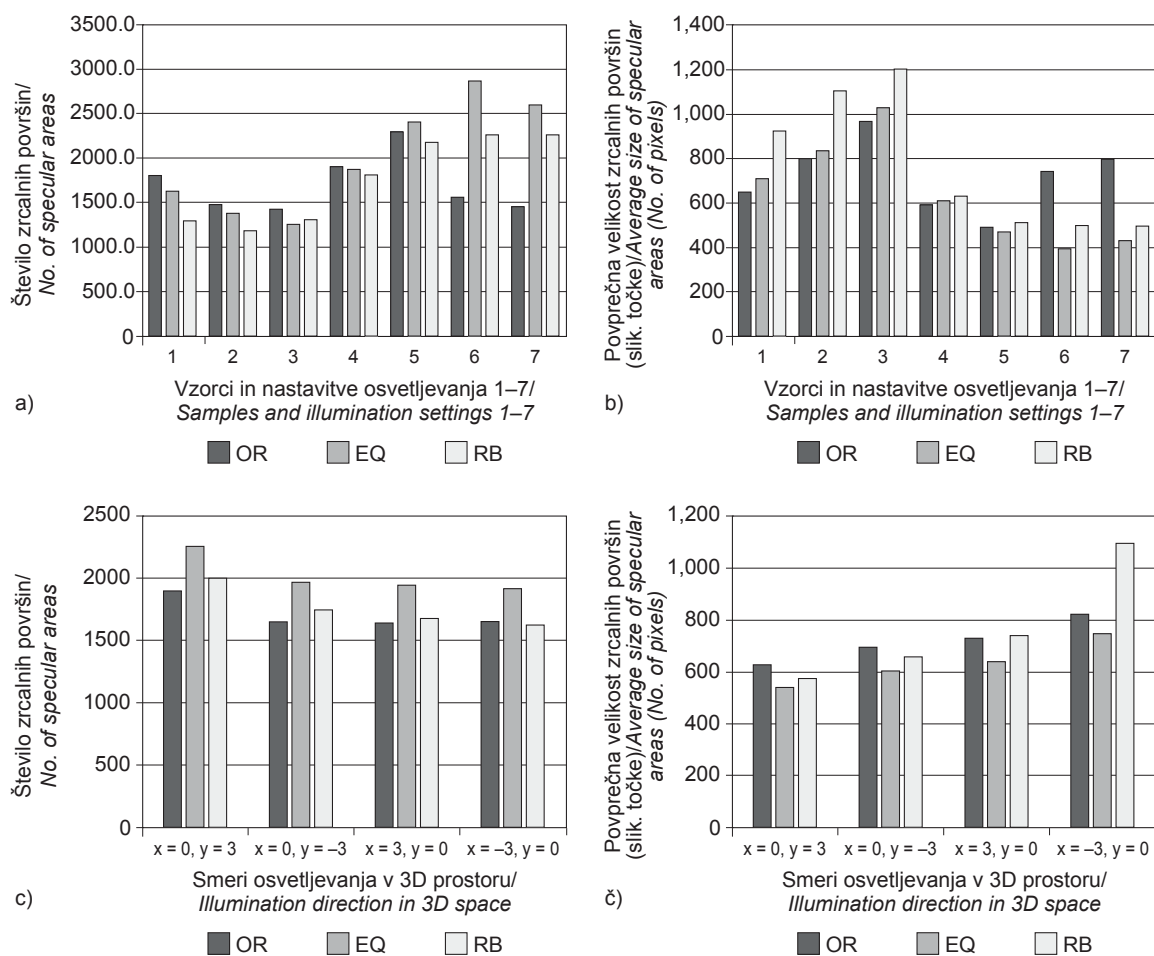 Število zrcalnih površin/
No. of specular areas
3500.0
3000.0
2500.0
2000.0
1500.0
1000.0
500.0
0
1 2 3 4 5 6 7
Vzorci in nastavitve osvetljevanja 1–7/
Samples and illumination settings 1–7
a)
OR EQ RB
Povprečna velikost zrcalnih površin
(slik. točke)/Average size of specular
areas (No. of pixels)
1,400
1,200
1,000
800
600
400
200
0
1 2 3 4 5 6 7
Vzorci in nastavitve osvetljevanja 1–7/
Samples and illumination settings 1–7
b)
OR EQ RB
Število zrcalnih površin/
No. of specular areas
2500
2000
1500
1000
500
0
x = 0, y = 3 x = 0, y = –3 x = 3, y = 0 x = –3, y = 0
Smeri osvetljevanja v 3D prostoru/
Illumination direction in 3D space
c)
OR EQ RB
Povprečna velikost zrcalnih površin
(slik. točke)/Average size of specular
areas (No. of pixels)
1,200
1,000
800
600
400
200
0
x = 0, y = 3 x = 0, y = –3 x = 3, y = 0 x = –3, y = 0
Smeri osvetljevanja v 3D prostoru/
Illumination direction in 3D space
č)
OR EQ RB